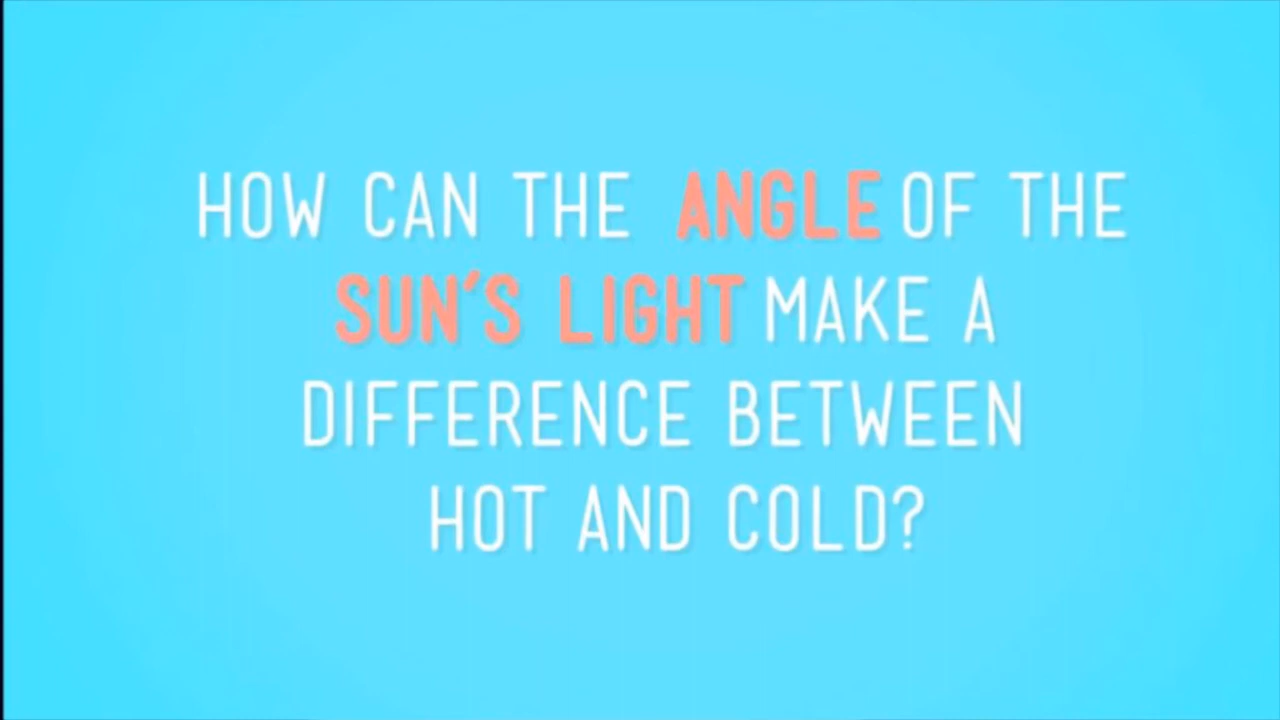 HOW CAN THE ANGLE OF THE
SUN'S LIGHT MAKE A
DIFFERENCE BETWEEN
HOT AND COLD?